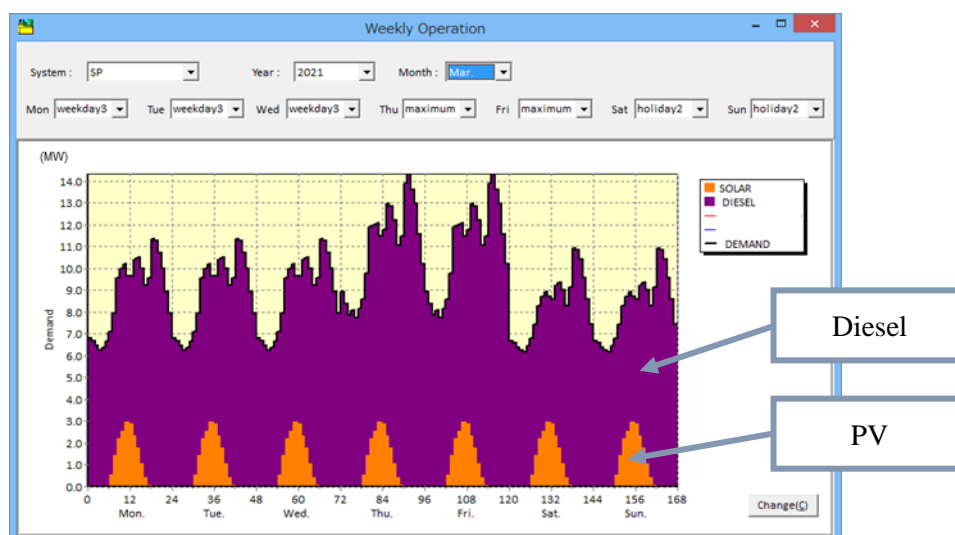 Weekly Operation
System : SP Year : 2021 Month : Mar.
Mon weekday3 Tue weekday3 Wed weekday3 Thu maximum Fri maximum Sat holiday2 Sun holiday2
(MW)
14.0
13.0
12.0
11.0
10.0
9.0
8.0
7.0
6.0
5.0
4.0
3.0
2.0
1.0
0.0
Demand
0 12 24 36 48 60 72 84 96 108 120 132 144 156 168
Mon. Tue. Wed. Thu. Fri. Sat. Sun.
SOLAR
DIESEL
DEMAND
Diesel
PV
Change(C)